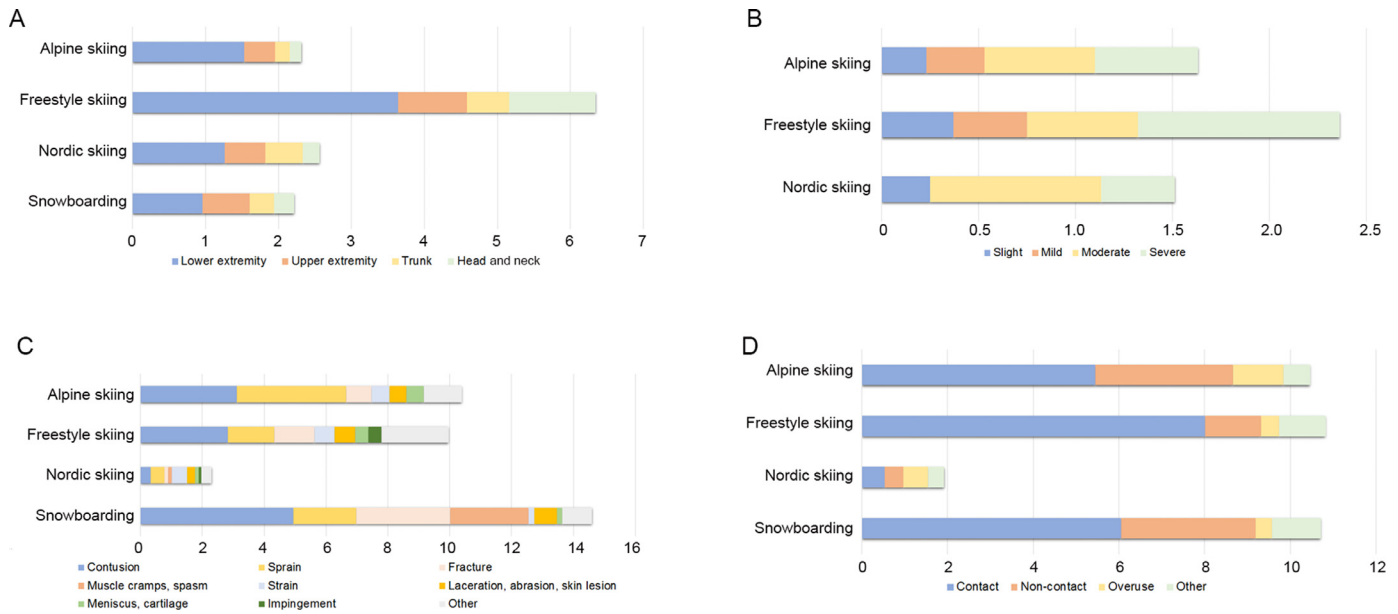 A
Alpine skiing
Freestyle skiing
Nordic skiing
Snowboarding
0 1 2 3 4 5 6 7
Lower extremity Upper extremity Trunk Head and neck
B
Alpine skiing
Freestyle skiing
Nordic skiing
0 0.5 1.0 1.5 2.0 2.5
Slight Mild Moderate Severe
C
Alpine skiing
Freestyle skiing
Nordic skiing
Snowboarding
0 2 4 6 8 10 12 14 16
Contusion Sprain Fracture
Muscle cramps, spasm Strain Laceration, abrasion, skin lesion
Meniscus, cartilage Impingement Other
D
Alpine skiing
Freestyle skiing
Nordic skiing
Snowboarding
0 2 4 6 8 10 12
Contact Non-contact Overuse Other